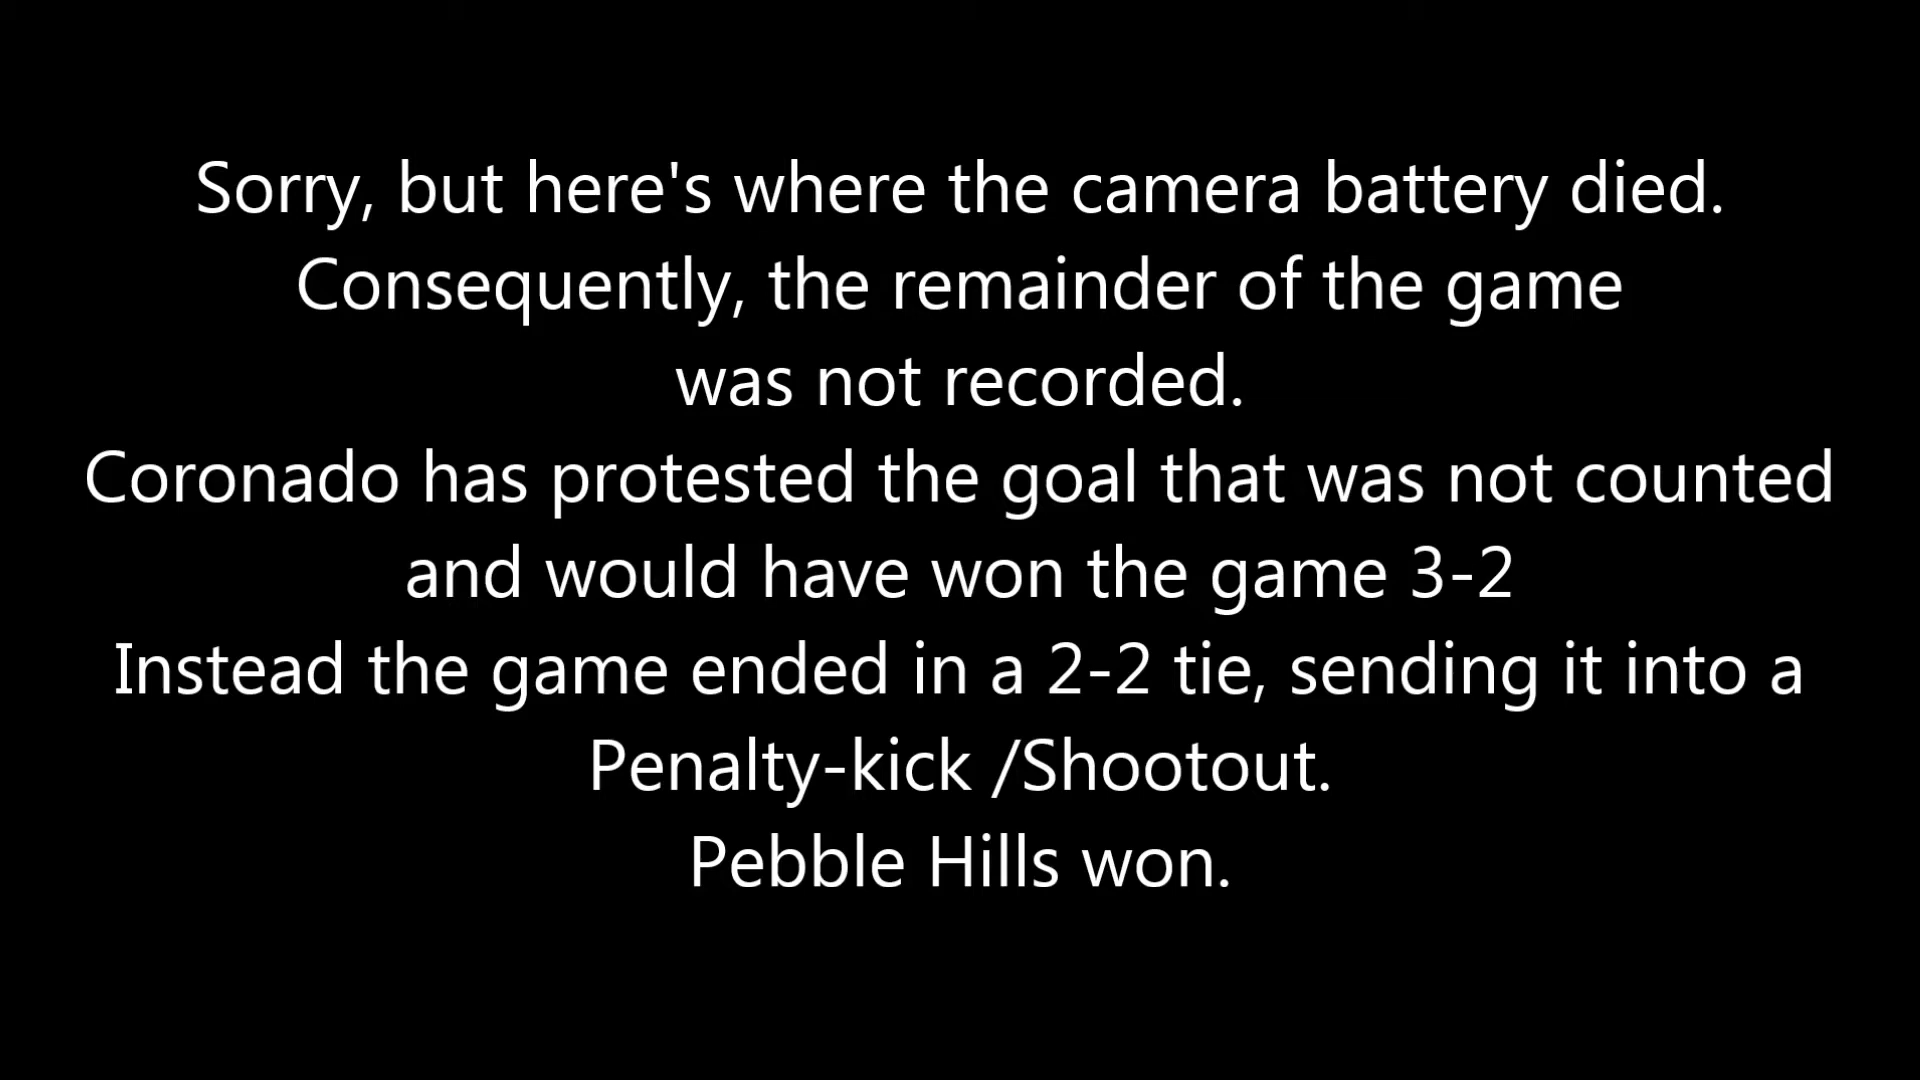 Sorry, but here's where the camera battery died.
Consequently, the remainder of the game
was not recorded.
Coronado has protested the goal that was not counted
and would have won the game 3-2
Instead the game ended in a 2-2 tie, sending it into a
Penalty-kick /Shootout.
Pebble Hills won.